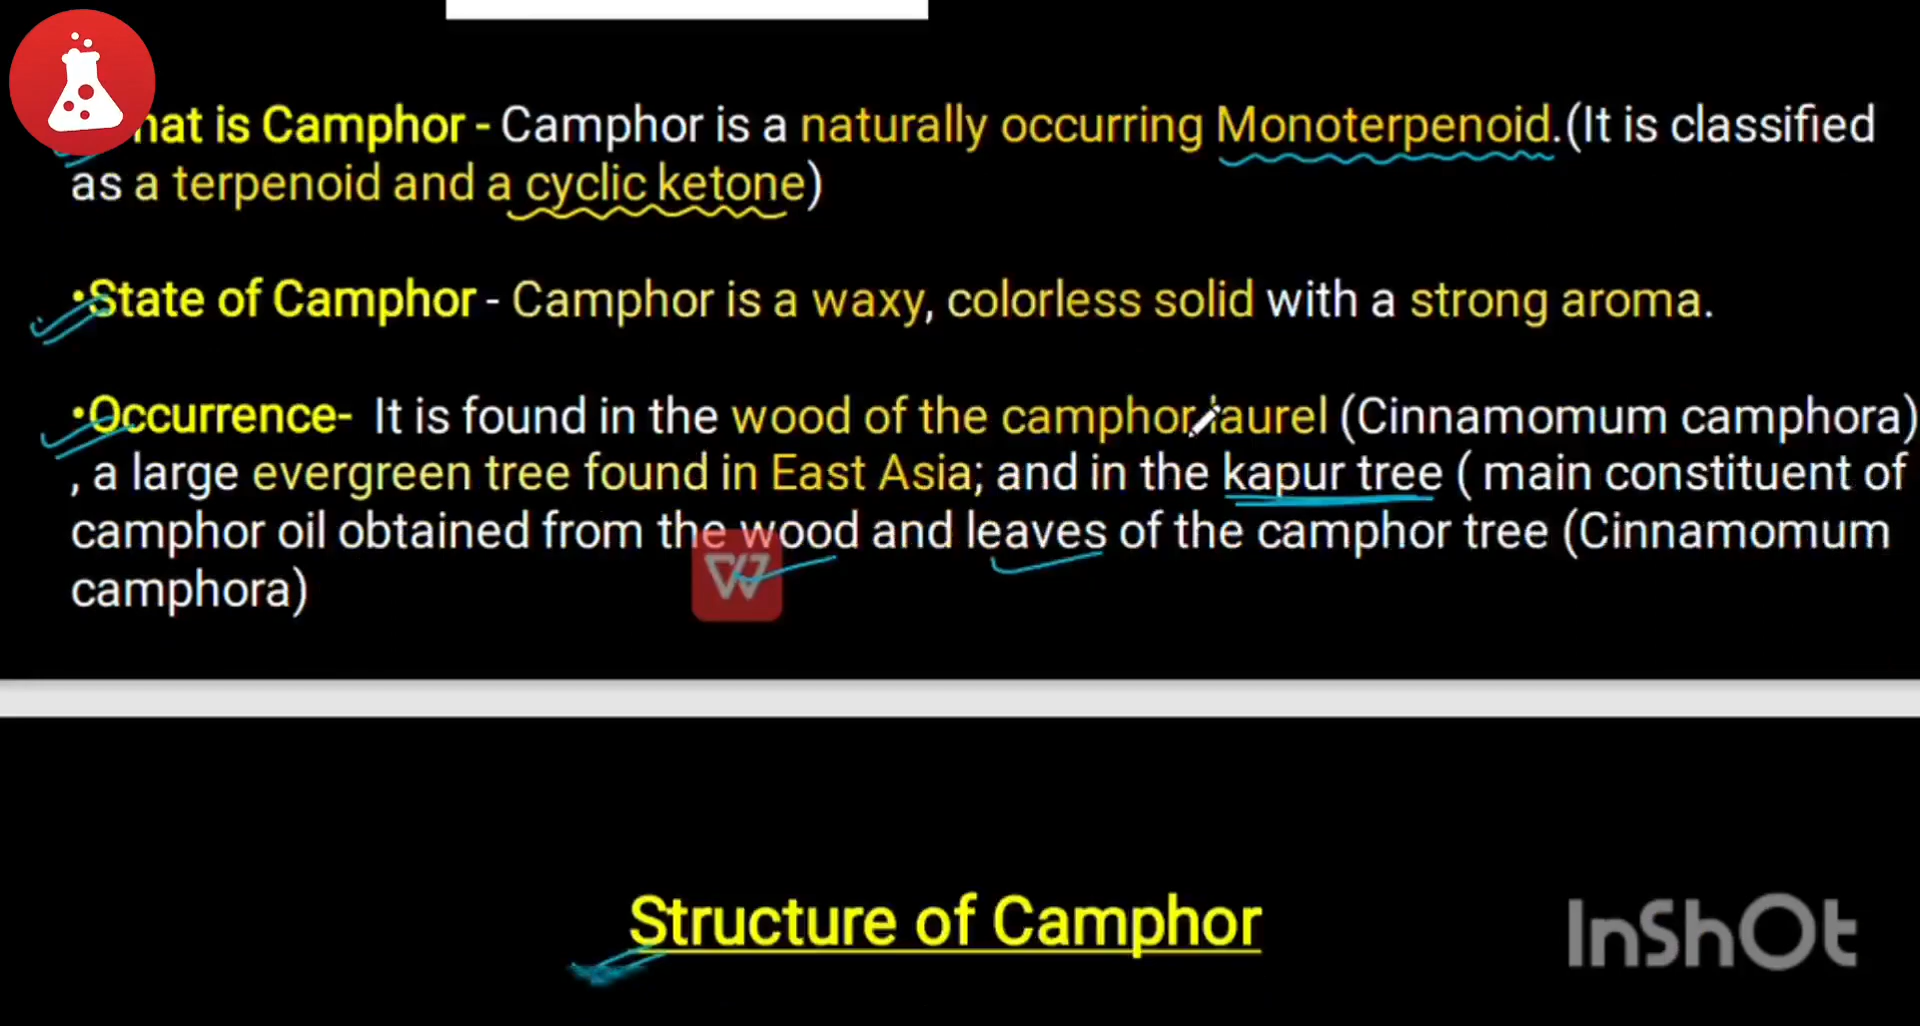 hat is Camphor - Camphor is a naturally occurring Monoterpenoid.(It is classified
as a terpenoid and a cyclic ketone)
•State of Camphor - Camphor is a waxy, colorless solid with a strong aroma.
•Occurrence- It is found in the wood of the camphor laurel (Cinnamomum camphora)
, a large evergreen tree found in East Asia; and in the kapur tree ( main constituent of
camphor oil obtained from the wood and leaves of the camphor tree (Cinnamomum
camphora)
Structure of Camphor
InShOt